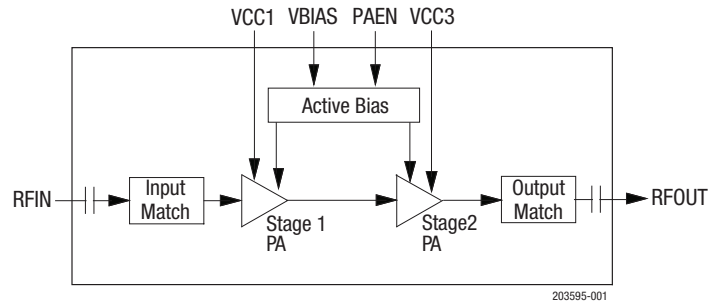 VCC1 VBIAS PAEN VCC3
Active Bias
RFIN
Input
Match
Stage 1
PA
Stage2
PA
Output
Match
RFOUT
203595-001